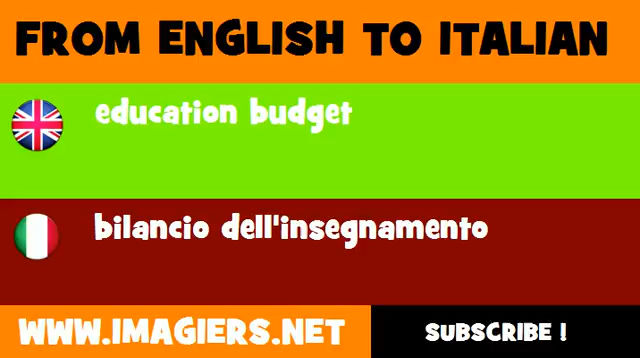 FROM ENGLISH TO ITALIAN
education budget
bilancio dell'insegnamento
WWW.IMAGIERS.NET
SUBSCRIBE !